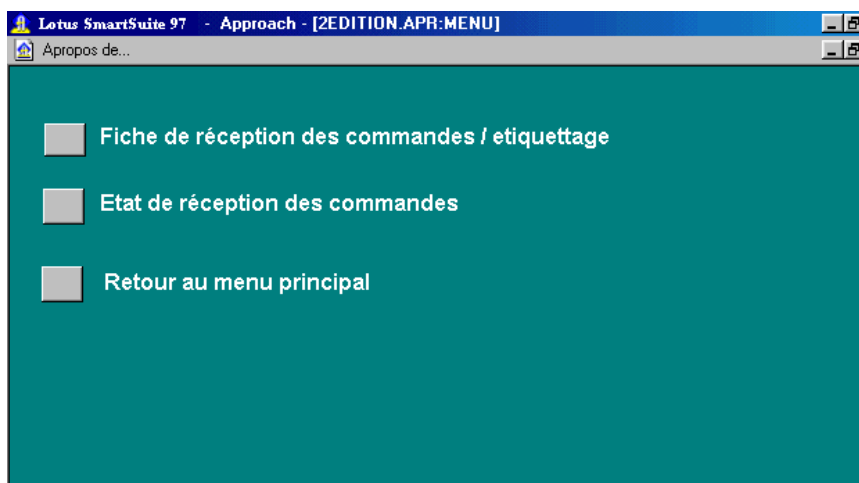 Lotus SmartSuite 97 - Approach - [2EDITION.APR:MENU]
Apropos de...
Fiche de réception des commandes / etiquettage
Etat de réception des commandes
Retour au menu principal